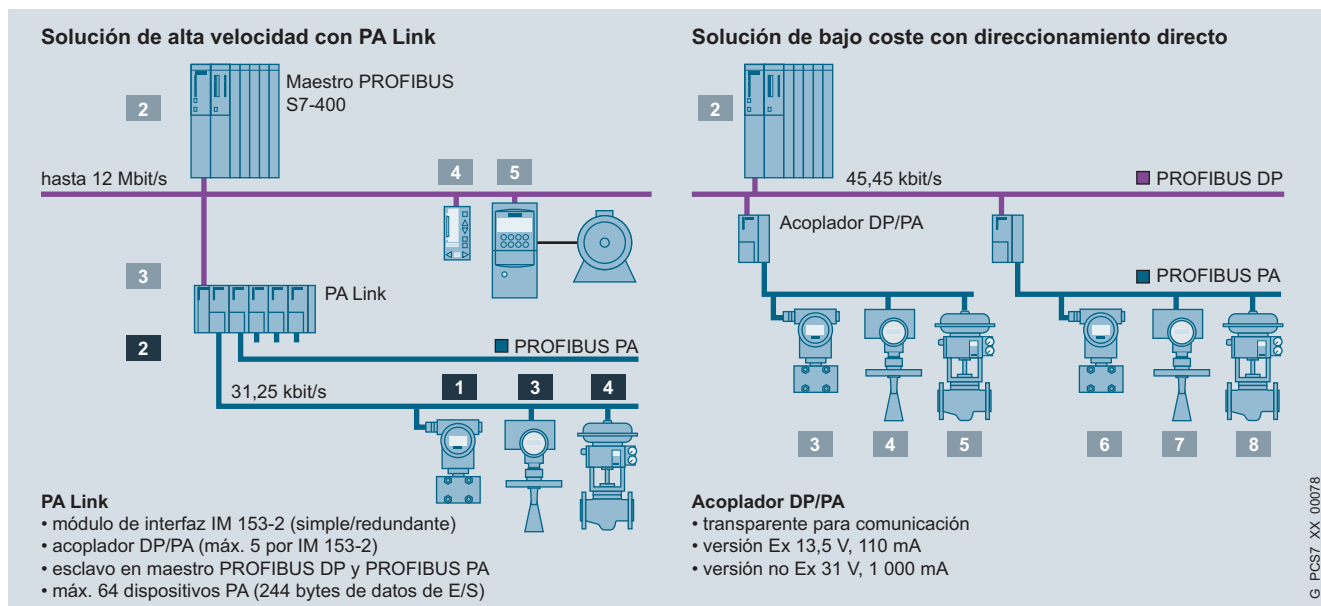 Solución de alta velocidad con PA Link
Maestro PROFIBUS
S7-400
2
hasta 12 Mbit/s
4
5
3
PA Link
2
PROFIBUS PA
31,25 kbit/s
1
3
4
PA Link
• módulo de interfaz IM 153-2 (simple/redundante)
• acoplador DP/PA (máx. 5 por IM 153-2)
• esclavo en maestro PROFIBUS DP y PROFIBUS PA
• máx. 64 dispositivos PA (244 bytes de datos de E/S)
Solución de bajo coste con direccionamiento directo
2
45,45 kbit/s
PROFIBUS DP
Acoplador DP/PA
PROFIBUS PA
3
4
5
6
7
8
Acoplador DP/PA
• transparente para comunicación
• versión Ex 13,5 V, 110 mA
• versión no Ex 31 V, 1 000 mA
G_PCS7_XX_00078